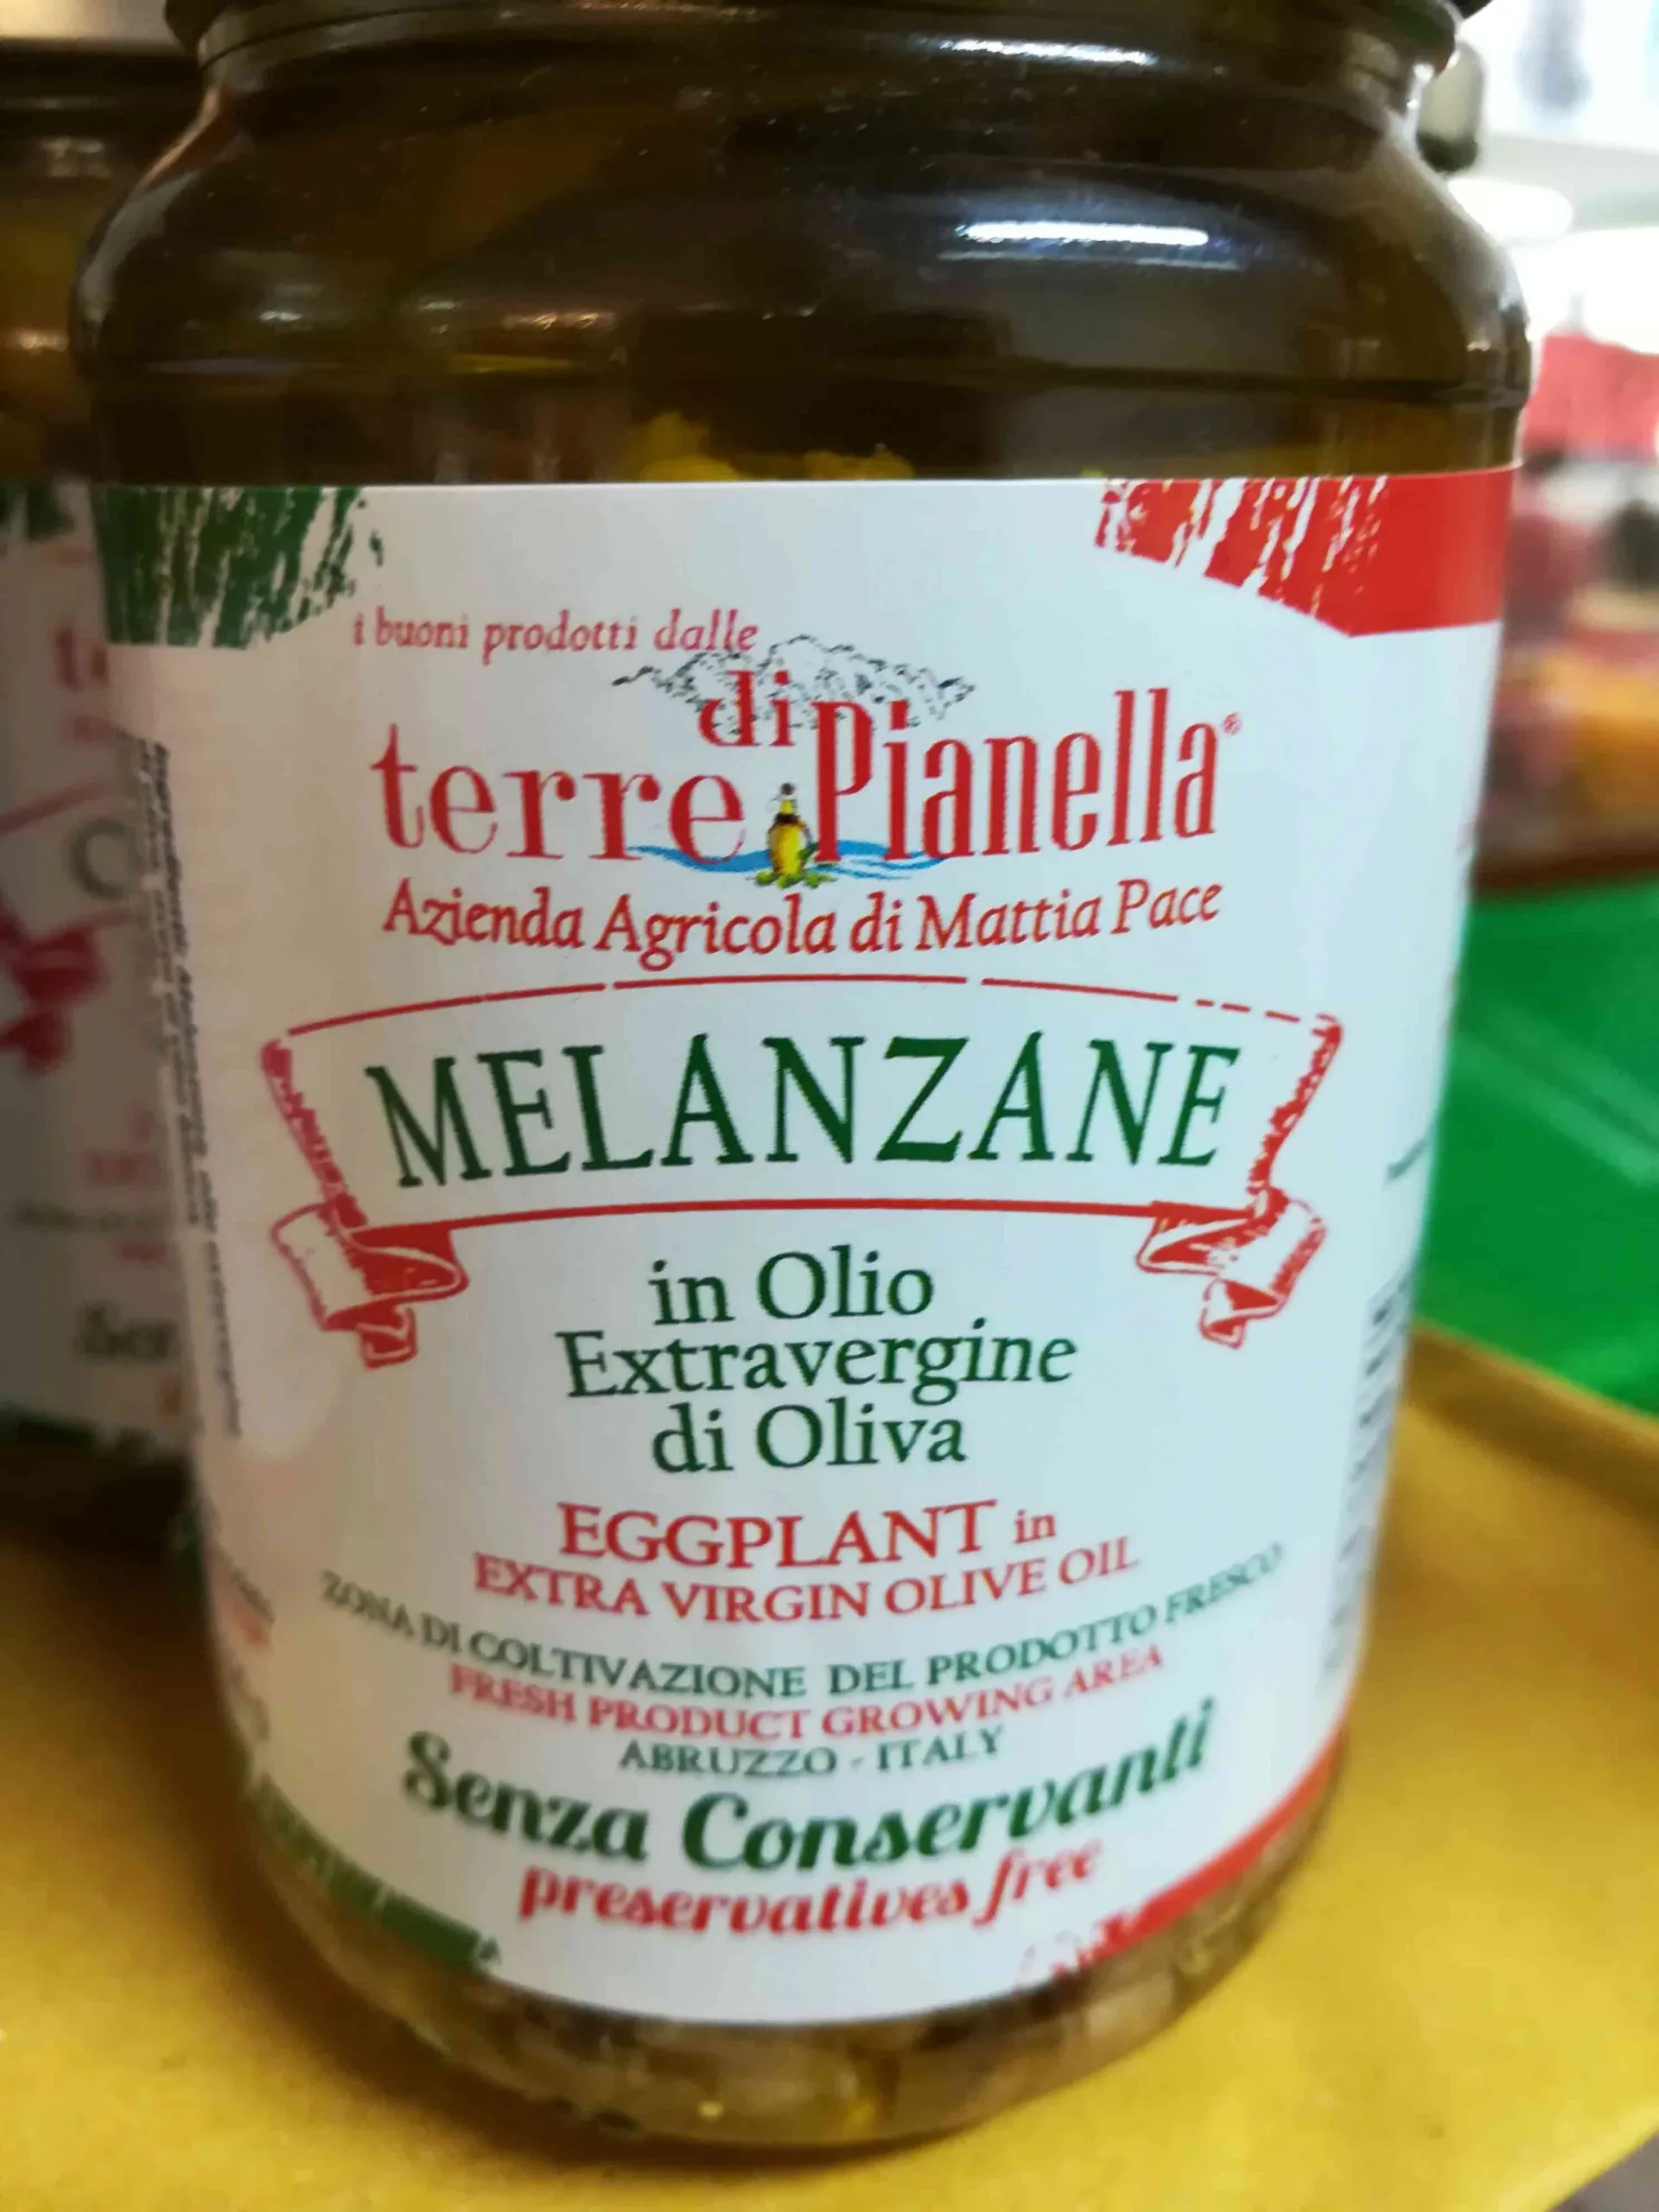 i buoni prodotti dalle
terre di Pianella®
Azienda Agricola di Mattia Pace
MELANZANE
in Olio
Extravergine
di Oliva
EGGPLANT in
EXTRA VIRGIN OLIVE OIL
ZONA DI COLTIVAZIONE DEL PRODOTTO FRESCO
FRESH PRODUCT GROWING AREA
ABRUZZO - ITALY
Senza Conservanti
preservatives free